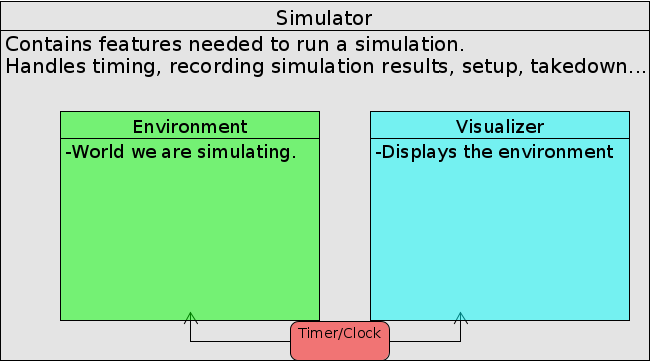 Simulator
Contains features needed to run a simulation.
Handles timing, recording simulation results, setup, takedown...
Environment
-World we are simulating.
Visualizer
-Displays the environment
Timer/Clock